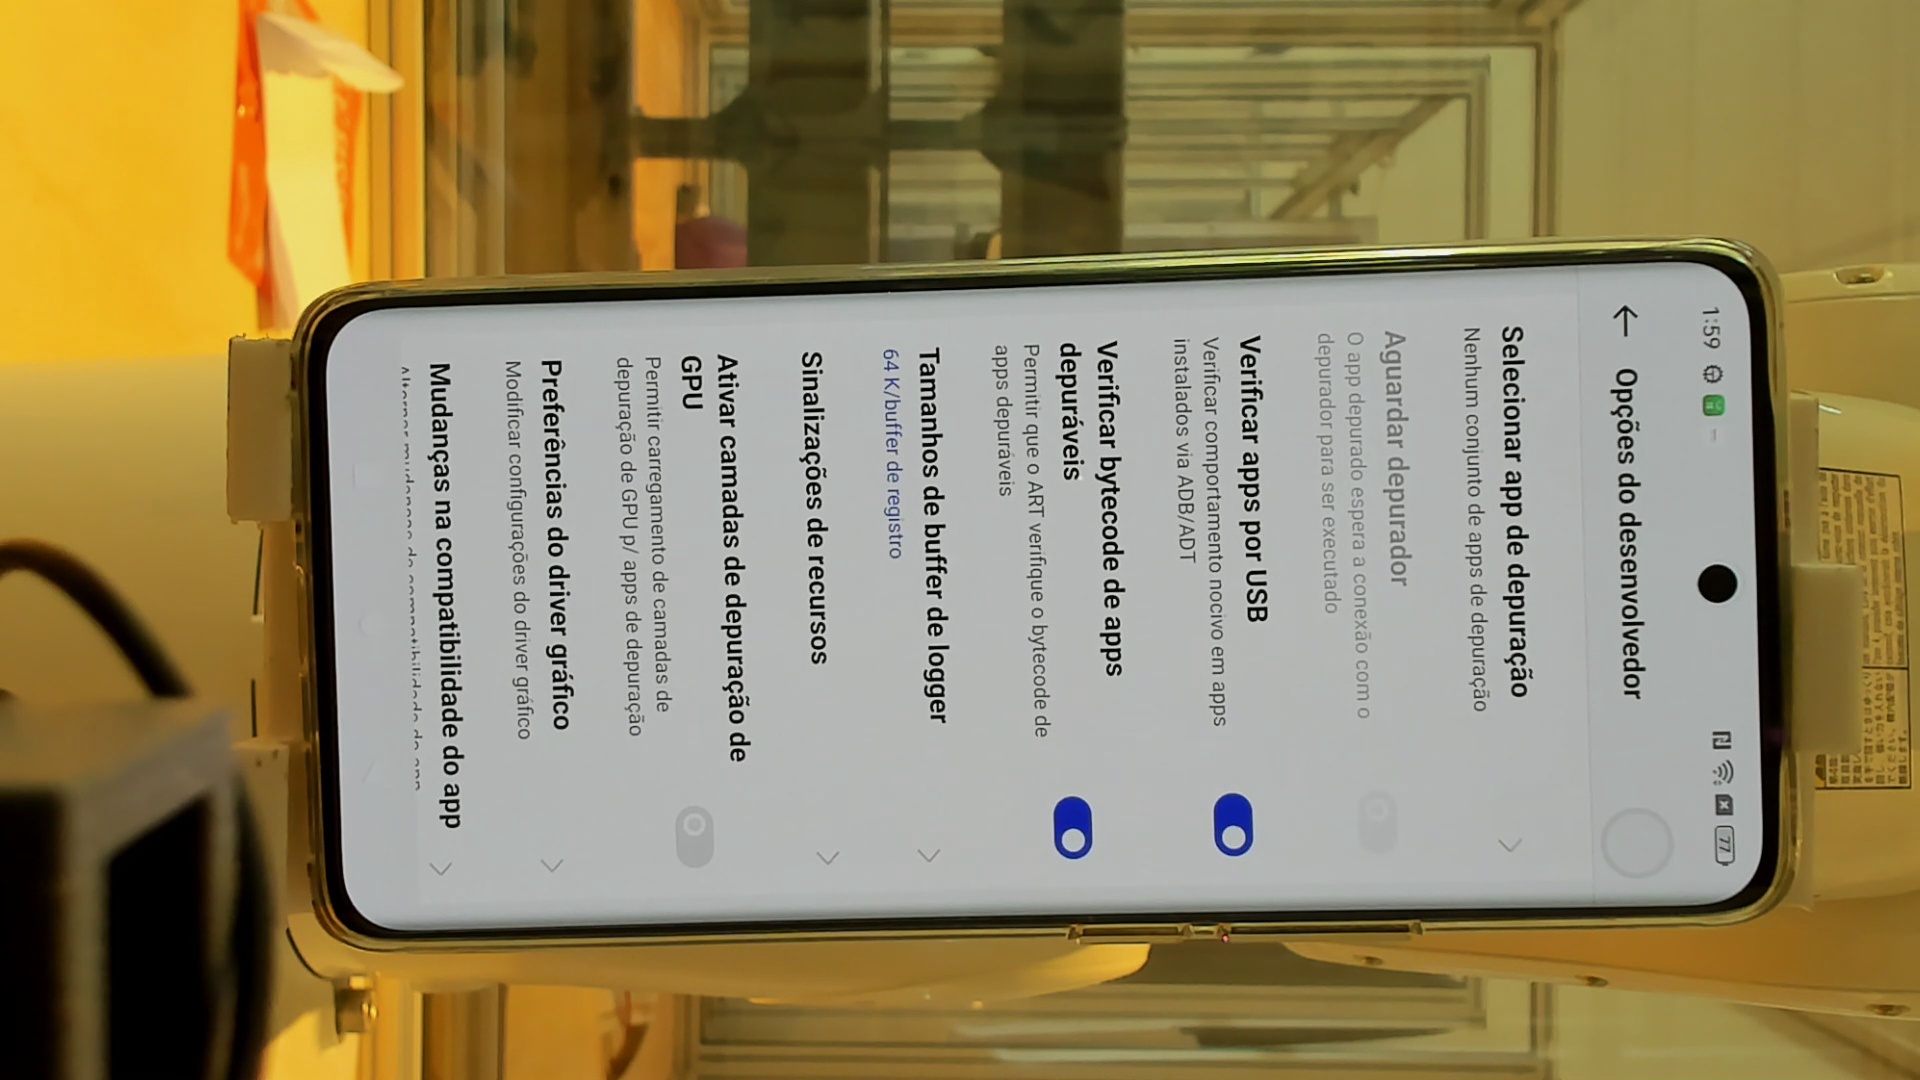 1:59
77
Opções do desenvolvedor
Selecionar app de depuração
Nenhum conjunto de apps de depuração
Aguardar depurador
O app depurado espera a conexão com o
depurador para ser executado
Verificar apps por USB
Verificar comportamento nocivo em apps
instalados via ADB/ADT
Verificar bytecode de apps
depuráveis
Permitir que o ART verifique o bytecode de
apps depuráveis
Tamanhos de buffer de logger
64 K/buffer de registro
Sinalizações de recursos
Ativar camadas de depuração de
GPU
Permitir carregamento de camadas de
depuração de GPU p/ apps de depuração
Preferências do driver gráfico
Modificar configurações do driver gráfico
Mudanças na compatibilidade do app